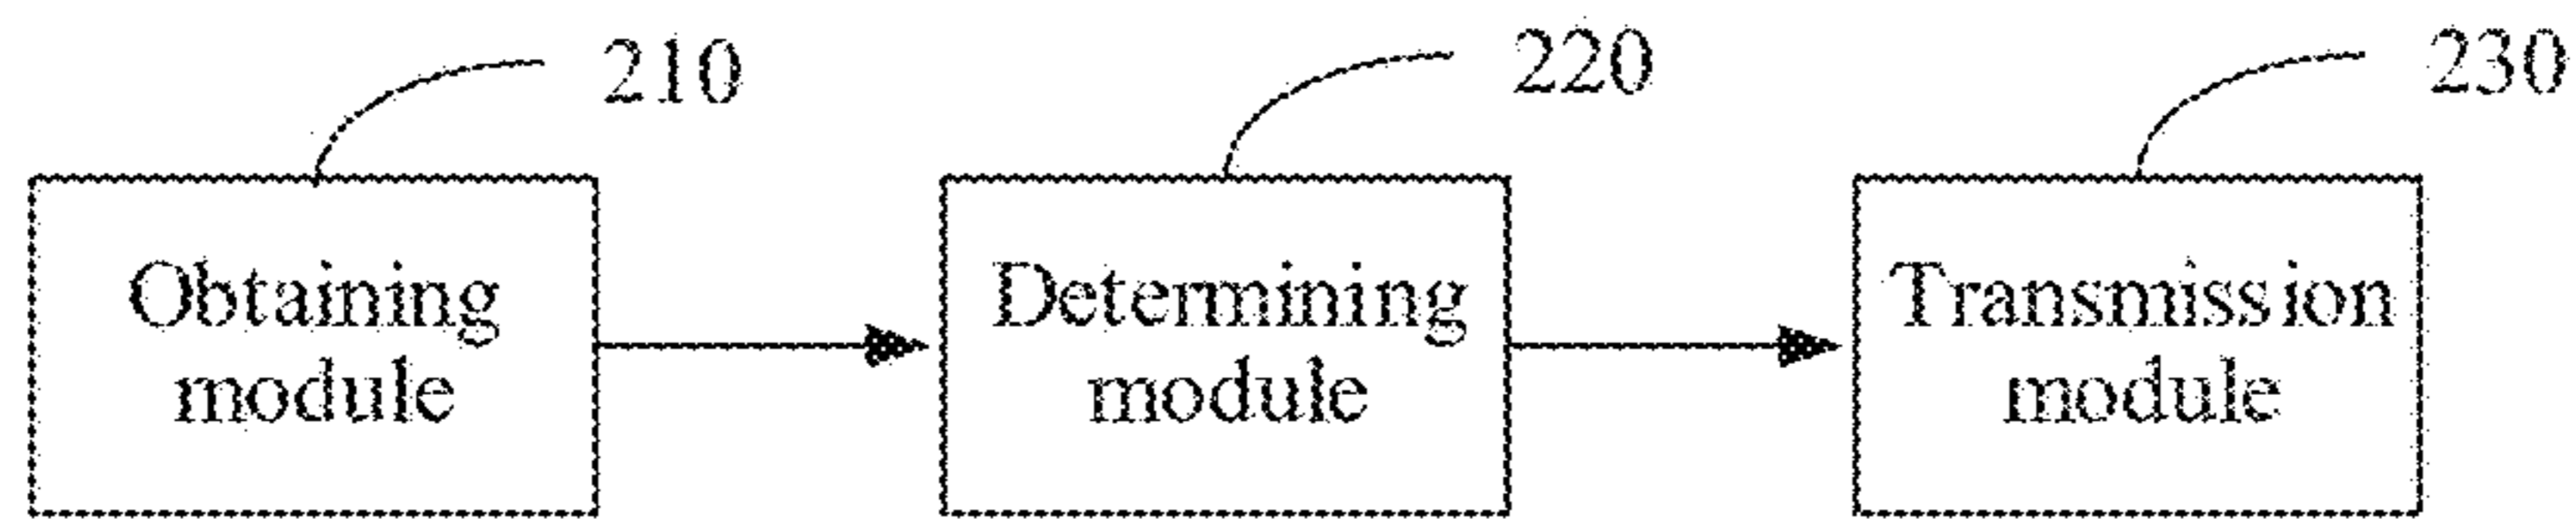 210
220
230
Obtaining
module
Determining
module
Transmission
module